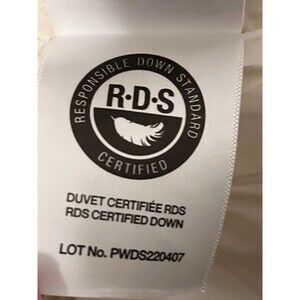 RESPONSIBLE DOWN STANDARD
R·D·S
CERTIFIED
DUVET CERTIFIÉE RDS
RDS CERTIFIED DOWN
LOT No. PWDS220407